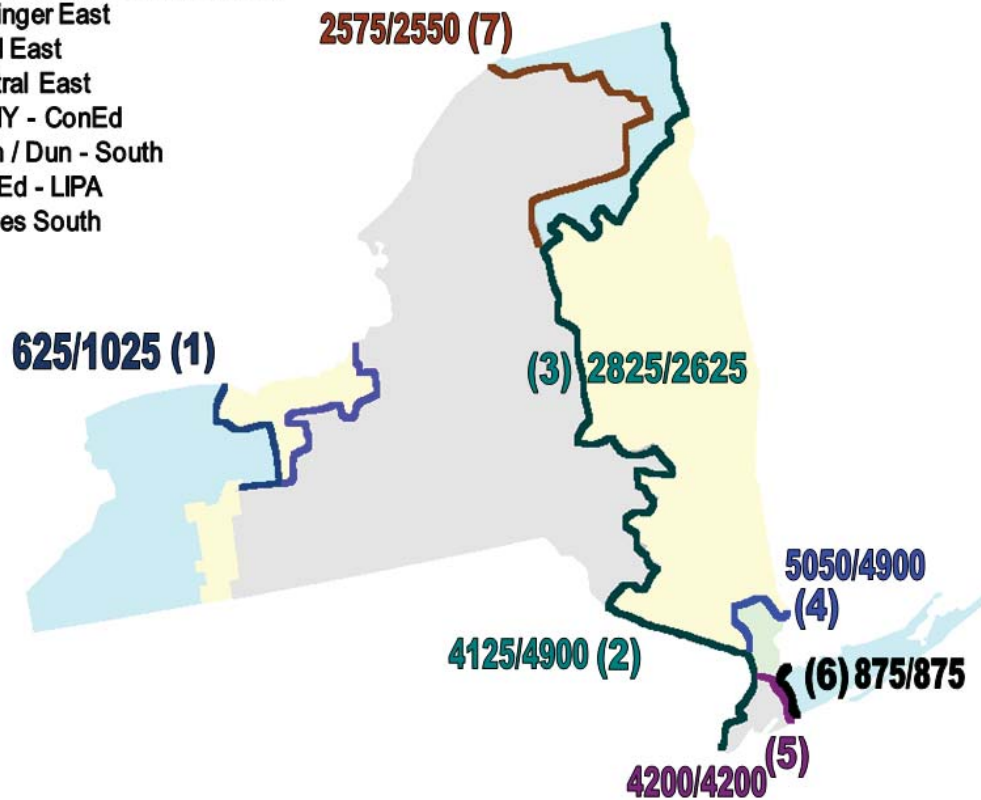 inger East
East
tral East
- ConEd
/ Dun - South
Ed - LIPA
es South
2575/2550 (7)
625/1025 (1)
(3) 2825/2625
5050/4900
(4)
4125/4900 (2)
(6) 875/875
(5)
4200/4200